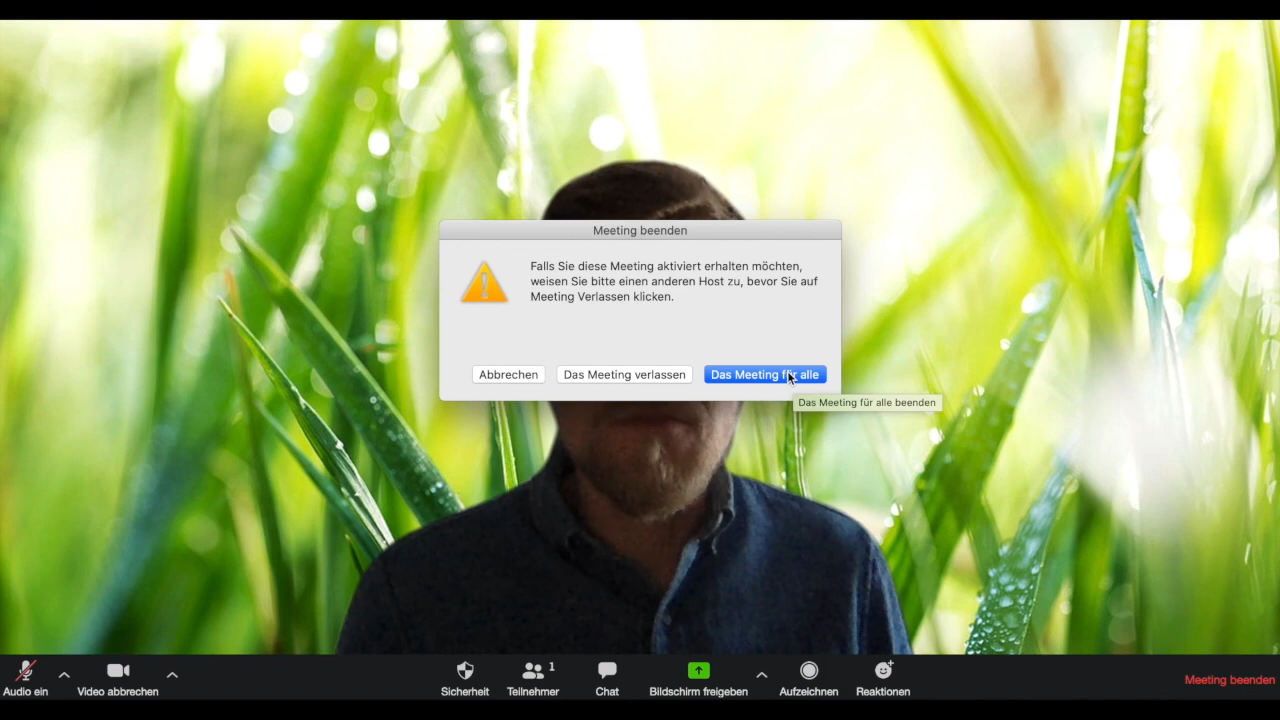 Meeting beenden
Falls Sie diese Meeting aktiviert erhalten möchten,
weisen Sie bitte einen anderen Host zu, bevor Sie auf
Meeting Verlassen klicken.
Abbrechen
Das Meeting verlassen
Das Meeting für alle
Das Meeting für alle beenden
Audio ein
Video abbrechen
Sicherheit
1
Teilnehmer
Chat
Bildschirm freigeben
Aufzeichnen
Reaktionen
Meeting beenden